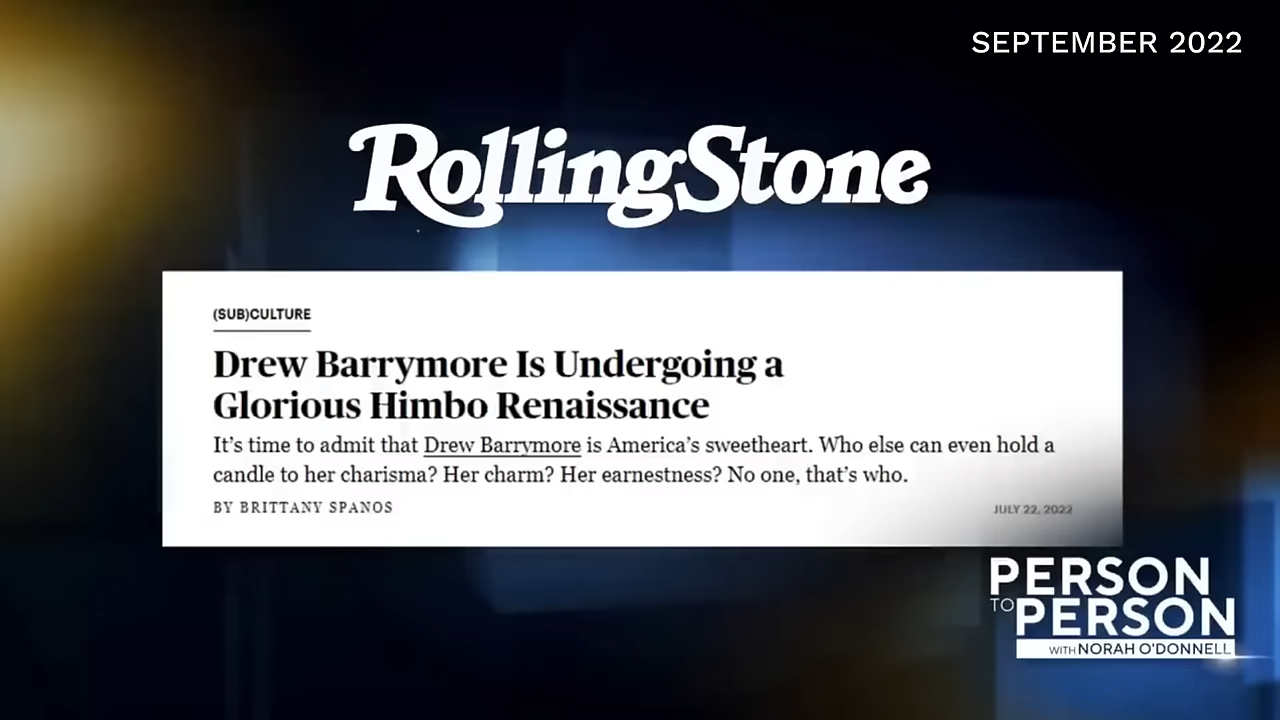 SEPTEMBER 2022
RollingStone
(SUB)CULTURE
Drew Barrymore Is Undergoing a
Glorious Himbo Renaissance
It’s time to admit that Drew Barrymore is America’s sweetheart. Who else can even hold a
candle to her charisma? Her charm? Her earnestness? No one, that’s who.
BY BRITTANY SPANOS
JULY 22, 2022
PERSON
TO PERSON
WITH NORAH O'DONNELL